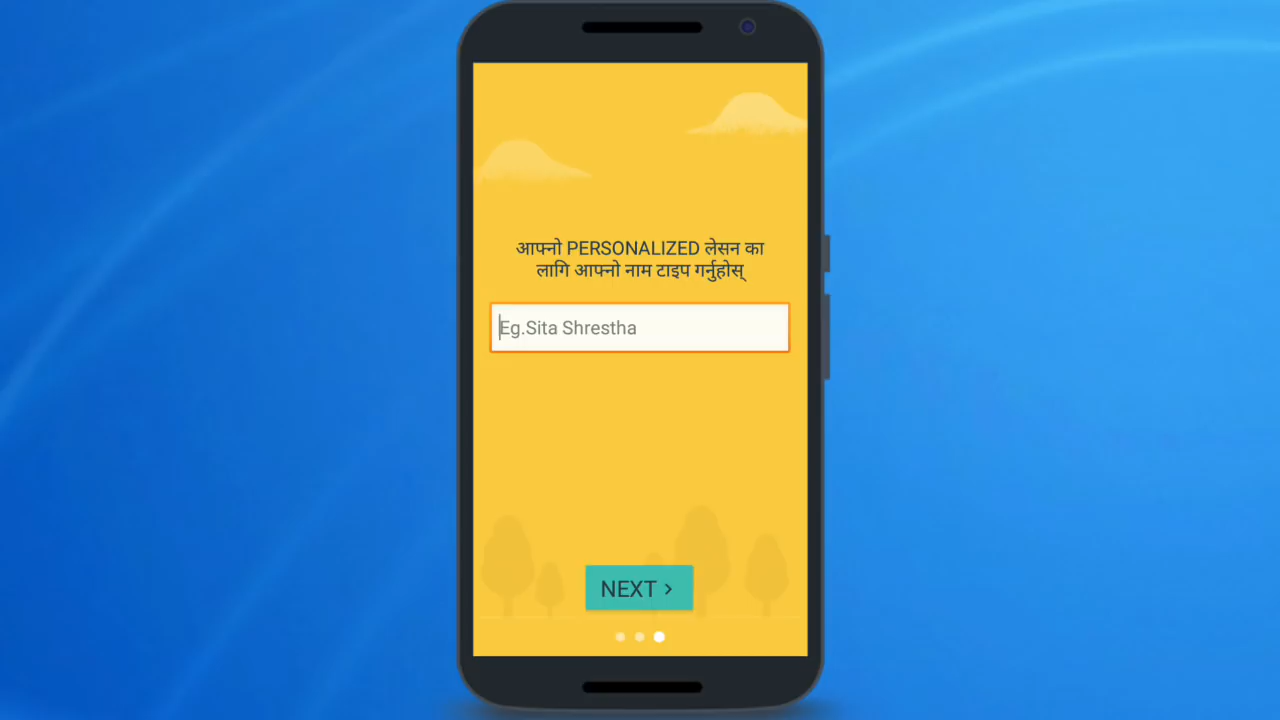 आफ्नो PERSONALIZED लेसन का
लागि आफ्नो नाम टाइप गर्नुहोस्
Eg.Sita Shrestha
NEXT >